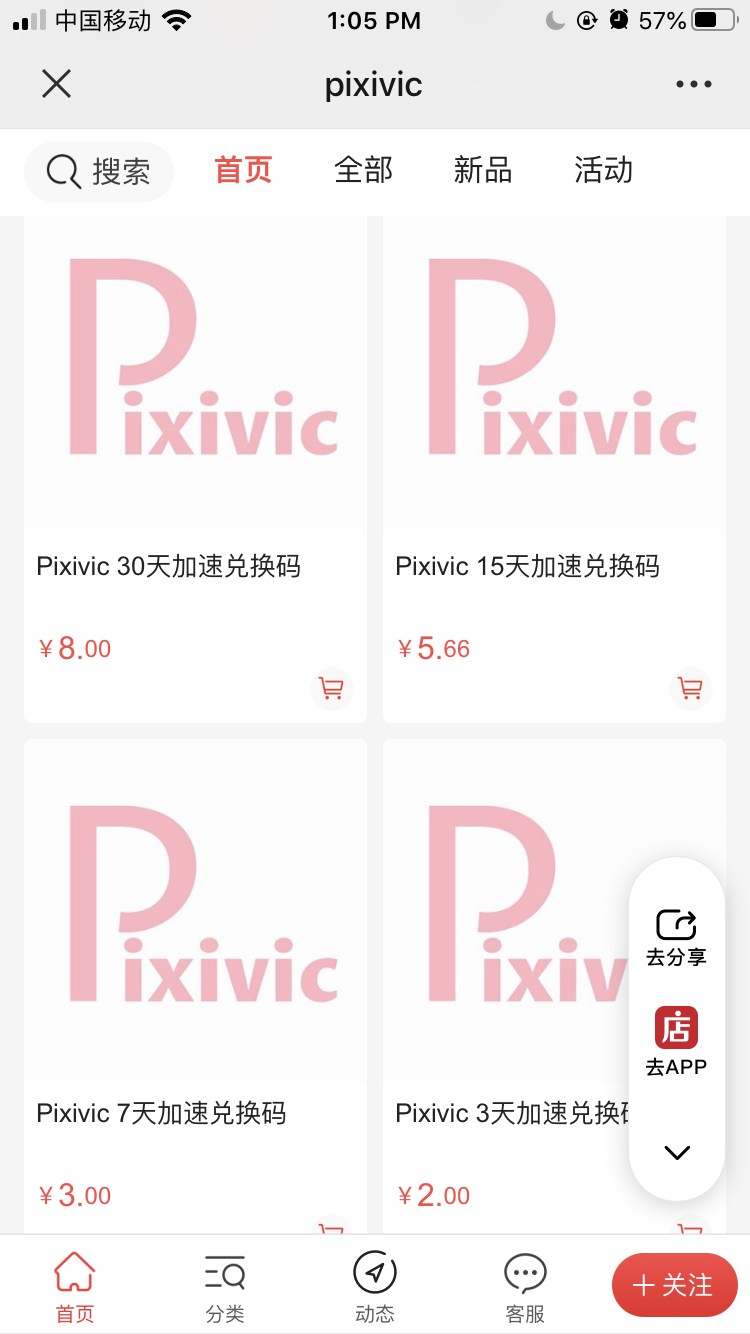 中国移动 1:05 PM 57%
pixivic
搜索 首页 全部 新品 活动
Pixivic Pixivic
Pixivic 30天加速兑换码 Pixivic 15天加速兑换码
¥8.00 ¥5.66
Pixivic Pixiv
Pixivic 7天加速兑换码 Pixivic 3天加速兑换
去分享
店
去APP
¥3.00 ¥2.00
首页 分类 动态 客服 + 关注